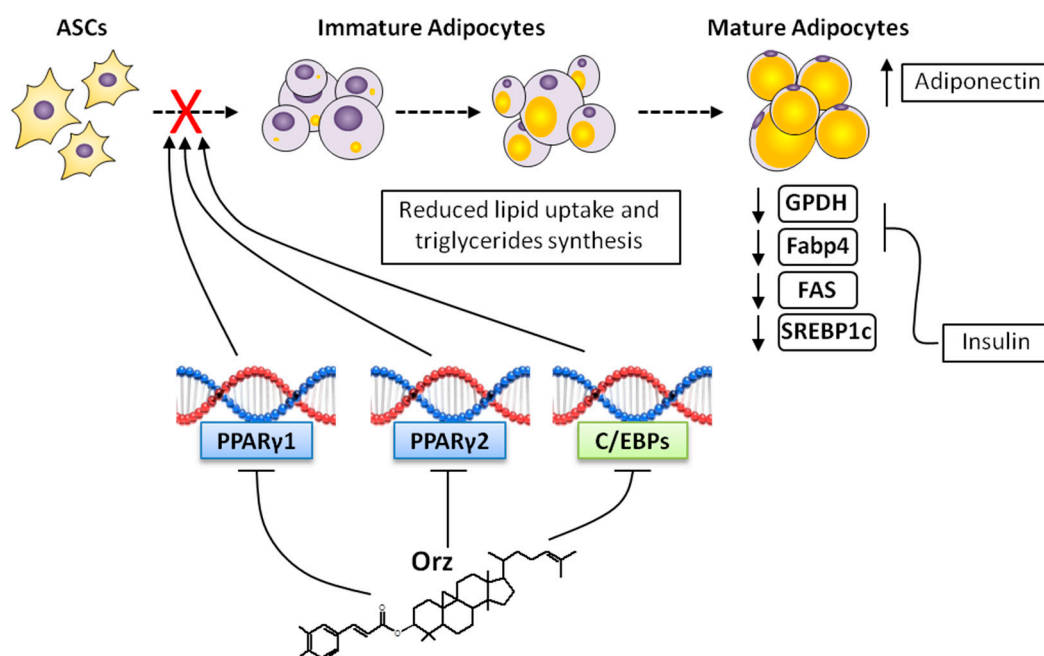 ASCs
Immature Adipocytes
Mature Adipocytes
Adiponectin
X
Reduced lipid uptake and
triglycerides synthesis
GPDH
Fabp4
FAS
SREBP1c
Insulin
PPARγ1
PPARγ2
C/EBPs
Orz
O
O